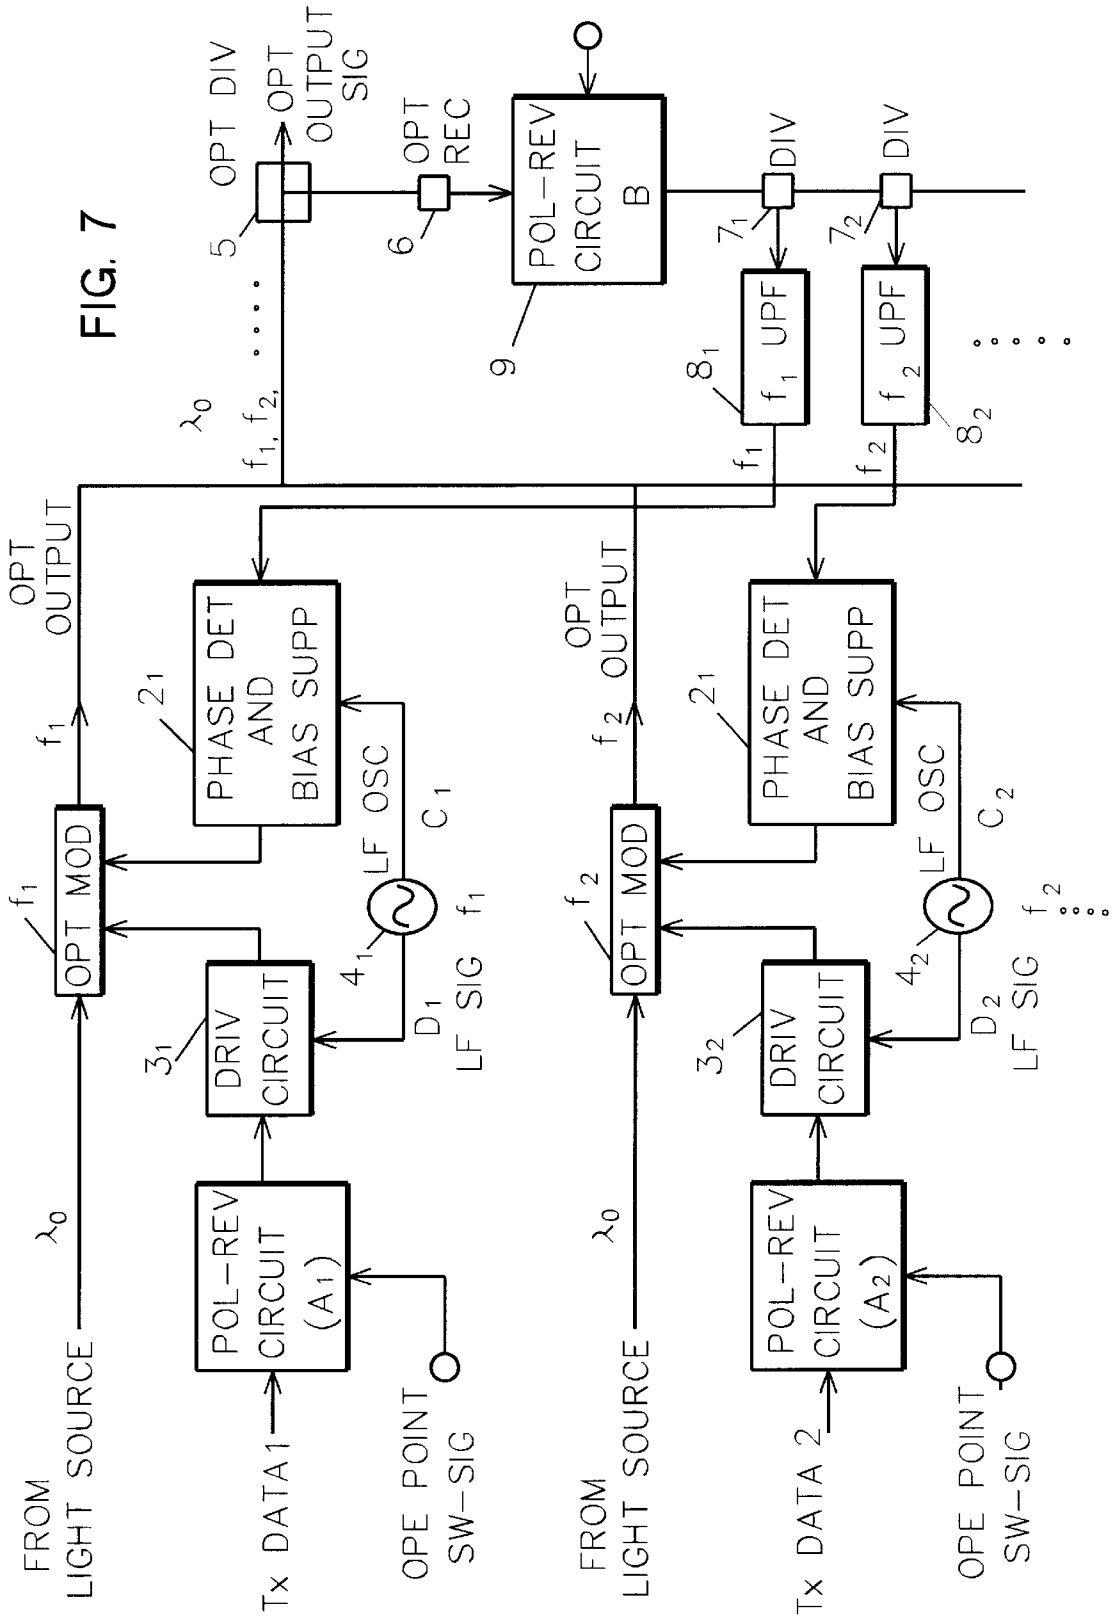 FIG. 7
FROM
LIGHT SOURCE
λ0
f1
OPT MOD
f1
OPT
OUTPUT
Tx DATA1
POL-REV
CIRCUIT
(A1)
OPE POINT
SW-SIG
31
DRIV
CIRCUIT
D1
LF SIG f1
41
LF OSC
C1
21
PHASE DET
AND
BIAS SUPP
λ0
f1, f2,
5
OPT DIV
OPT
OUTPUT
SIG
6
OPT
REC
9
POL-REV
CIRCUIT
B
71
DIV
72
DIV
81
f1 UPF
f1
82
f2 UPF
f2
FROM
LIGHT SOURCE
λ0
f2
OPT MOD
f2
OPT
OUTPUT
Tx DATA 2
POL-REV
CIRCUIT
(A2)
OPE POINT
SW-SIG
32
DRIV
CIRCUIT
D2
LF SIG
f2
42
LF OSC
C2
21
PHASE DET
AND
BIAS SUPP